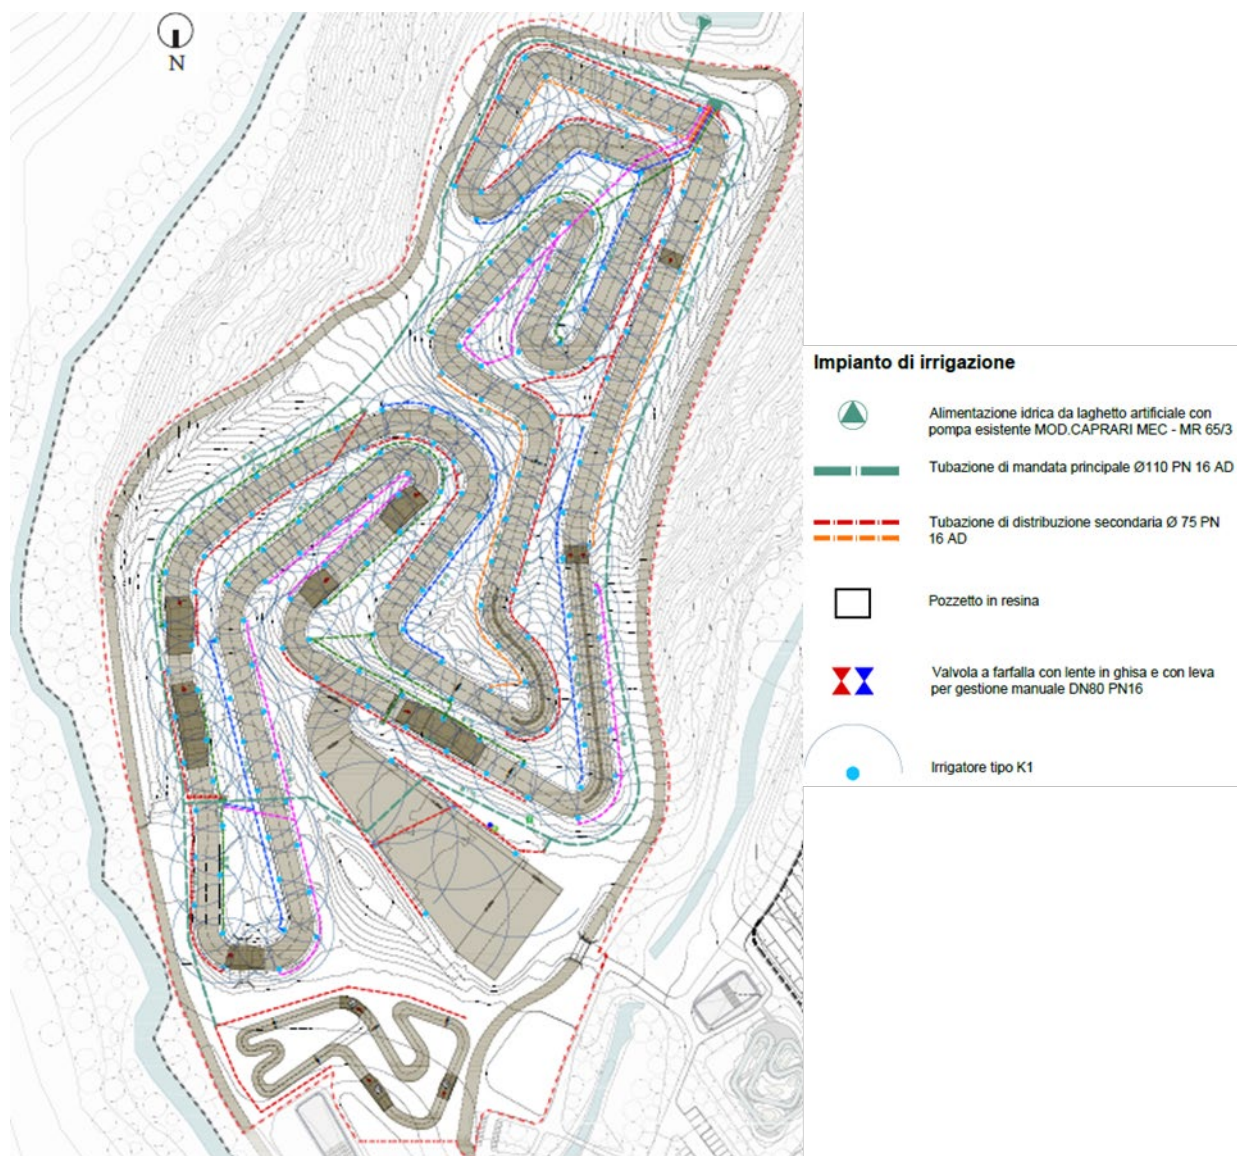 N
Impianto di irrigazione
Alimentazione idrica da laghetto artificiale con
pompa esistente MOD.CAPRARI MEC - MR 65/3
Tubazione di mandata principale Ø110 PN 16 AD
Tubazione di distribuzione secondaria Ø 75 PN
16 AD
Pozzetto in resina
Valvola a farfalla con lente in ghisa e con leva
per gestione manuale DN80 PN16
Irrigatore tipo K1